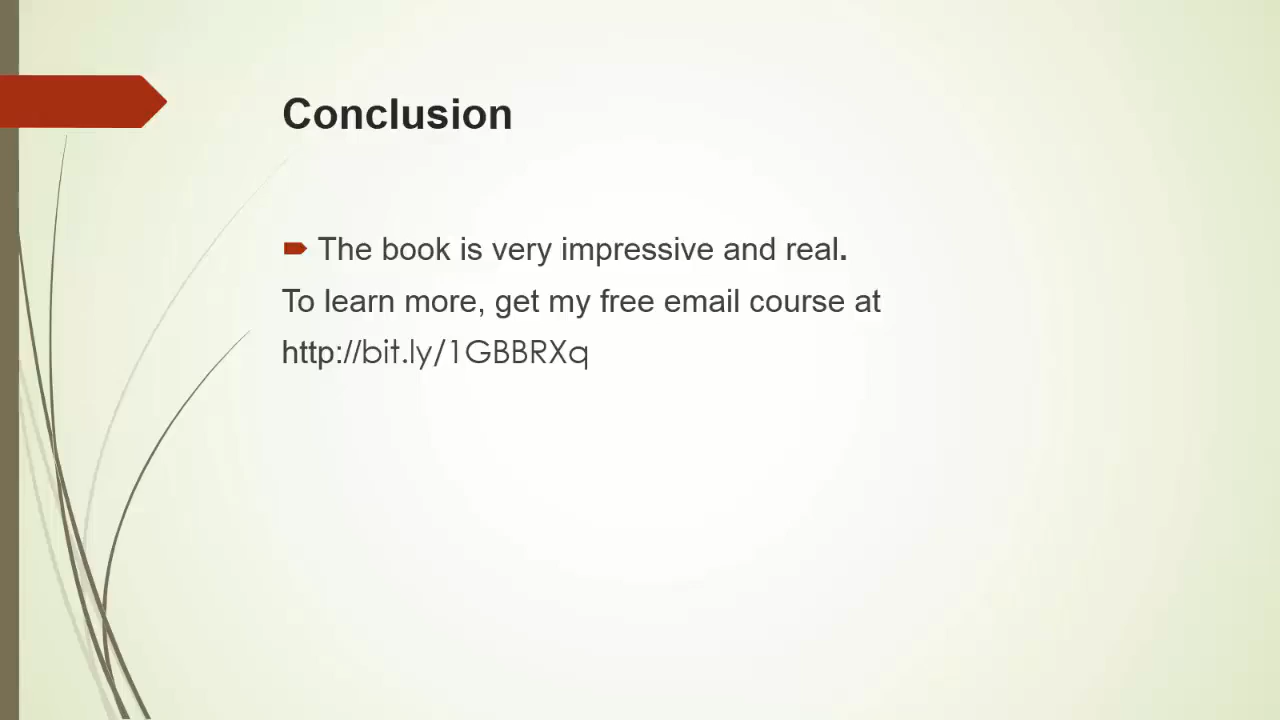 Conclusion
The book is very impressive and real.
To learn more, get my free email course at
http://bit.ly/1GBBRXq